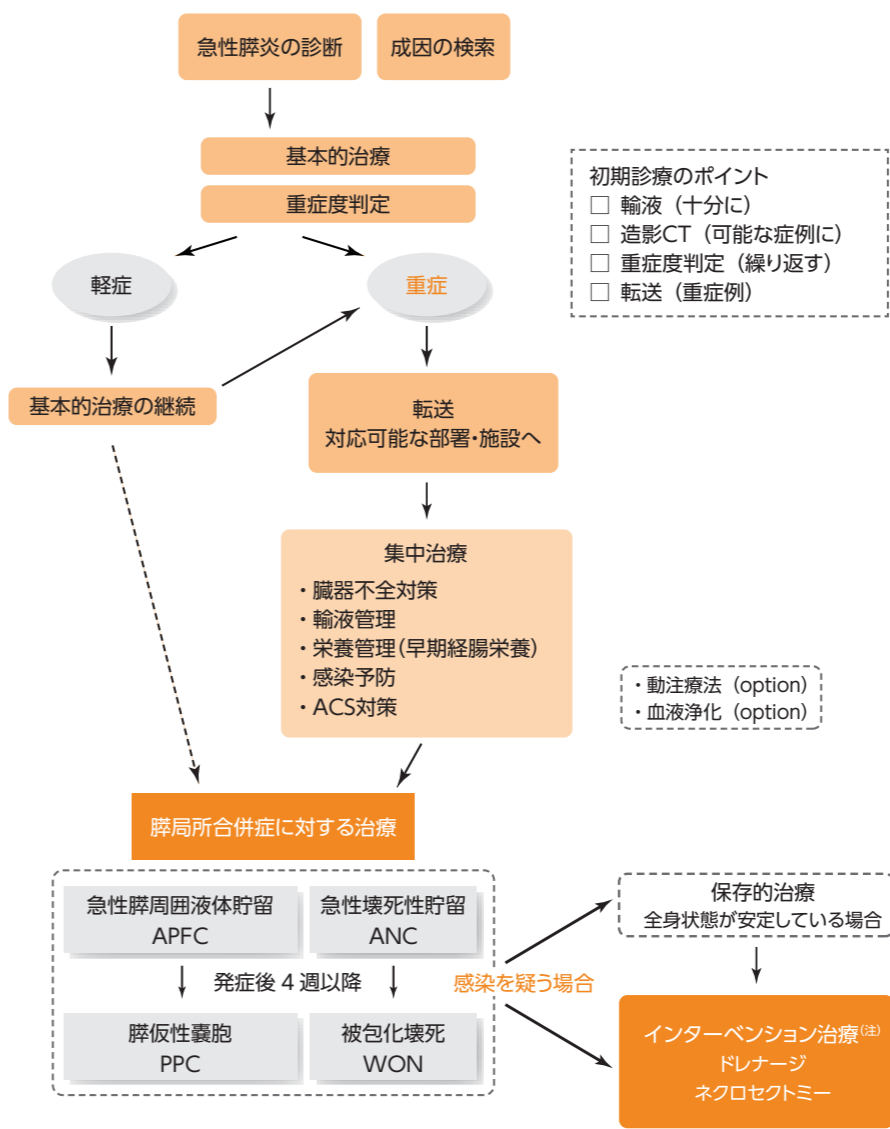 急性膵炎の診断
成因の検索
基本的治療
重症度判定
初期診療のポイント
□ 輸液（十分に）
□ 造影CT（可能な症例に）
□ 重症度判定（繰り返す）
□ 転送（重症例）
軽症
重症
基本的治療の継続
転送
対応可能な部署・施設へ
集中治療
・臓器不全対策
・輸液管理
・栄養管理（早期経腸栄養）
・感染予防
・ACS対策
・動注療法（option）
・血液浄化（option）
膵局所合併症に対する治療
急性膵周囲液体貯留
APFC
急性壊死性貯留
ANC
発症後 4 週以降
膵仮性嚢胞
PPC
被包化壊死
WON
感染を疑う場合
保存的治療
全身状態が安定している場合
インターベンション治療(注)
ドレナージ
ネクロセクトミー